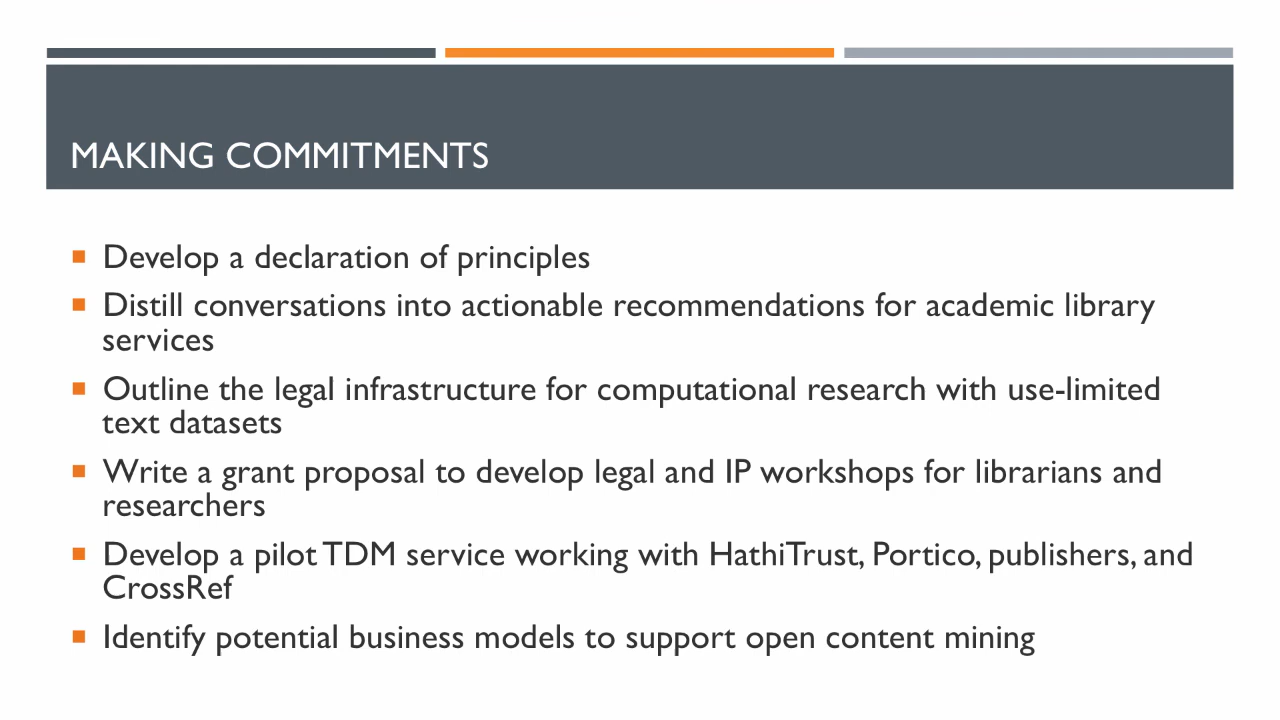 MAKING COMMITMENTS
Develop a declaration of principles
Distill conversations into actionable recommendations for academic library
services
Outline the legal infrastructure for computational research with use-limited
text datasets
Write a grant proposal to develop legal and IP workshops for librarians and
researchers
Develop a pilot TDM service working with HathiTrust, Portico, publishers, and
CrossRef
Identify potential business models to support open content mining